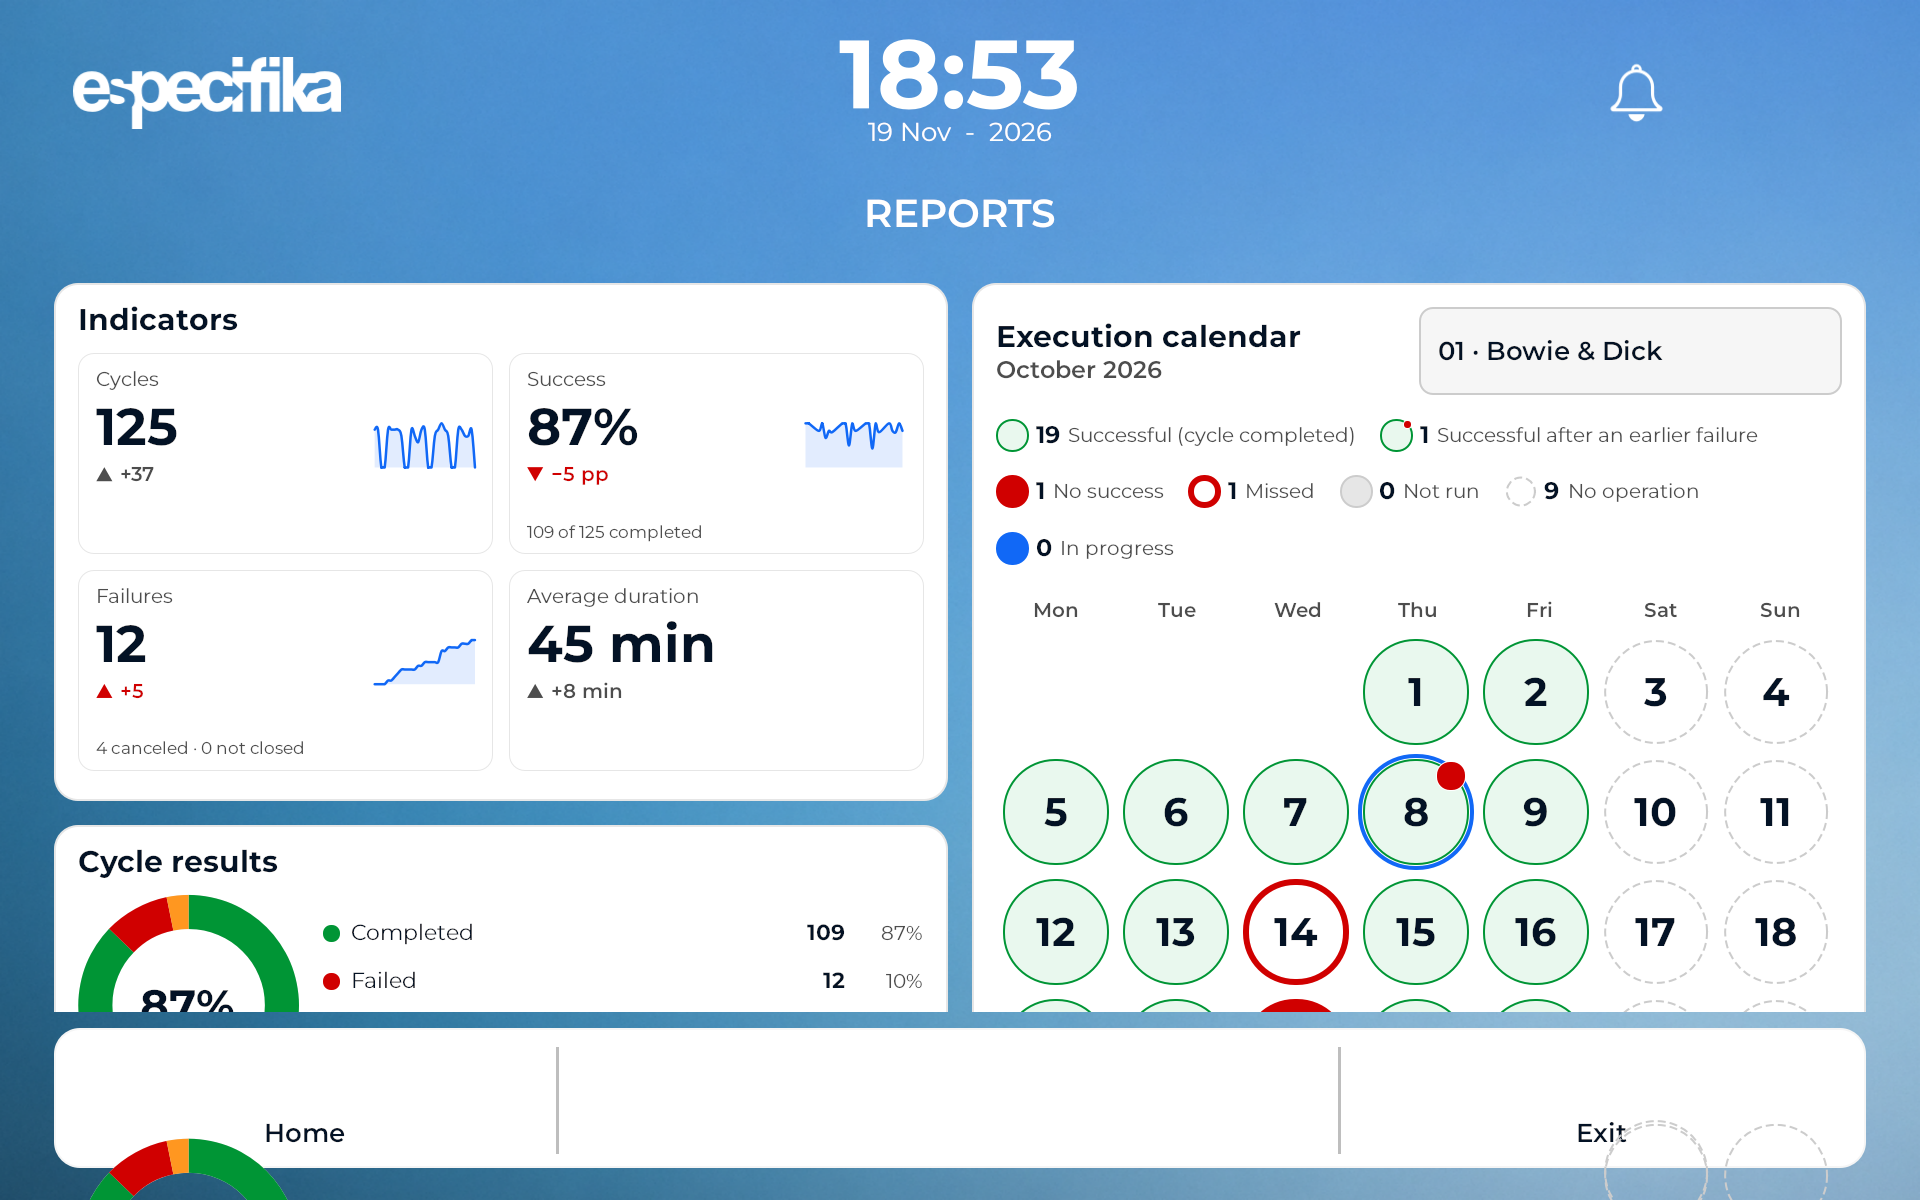 especifika
18:53
19 Nov - 2026
REPORTS
Indicators
Cycles
125
▲ +37
Success
87%
▼ −5 pp
109 of 125 completed
Failures
12
▲ +5
4 canceled · 0 not closed
Average duration
45 min
▲ +8 min
Cycle results
87%
Completed 109 87%
Failed 12 10%
Execution calendar
October 2026
01 · Bowie & Dick
19 Successful (cycle completed)
1 Successful after an earlier failure
1 No success
1 Missed
0 Not run
9 No operation
0 In progress
Mon Tue Wed Thu Fri Sat Sun
1 2 3 4
5 6 7 8 9 10 11
12 13 14 15 16 17 18
Home
Exit